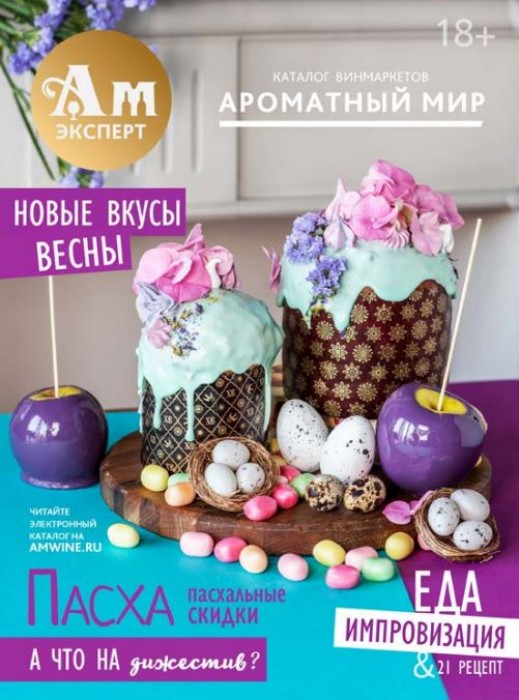 18+
Ам
ЭКСПЕРТ
КАТАЛОГ ВИНМАРКЕТОВ
АРОМАТНЫЙ МИР
НОВЫЕ ВКУСЫ
ВЕСНЫ
ЧИТАЙТЕ
ЭЛЕКТРОННЫЙ
КАТАЛОГ НА
AMWINE.RU
ПАСХА
пасхальные
скидки
А ЧТО НА дижестив?
ЕДА
ИМПРОВИЗАЦИЯ
& 21 РЕЦЕПТ